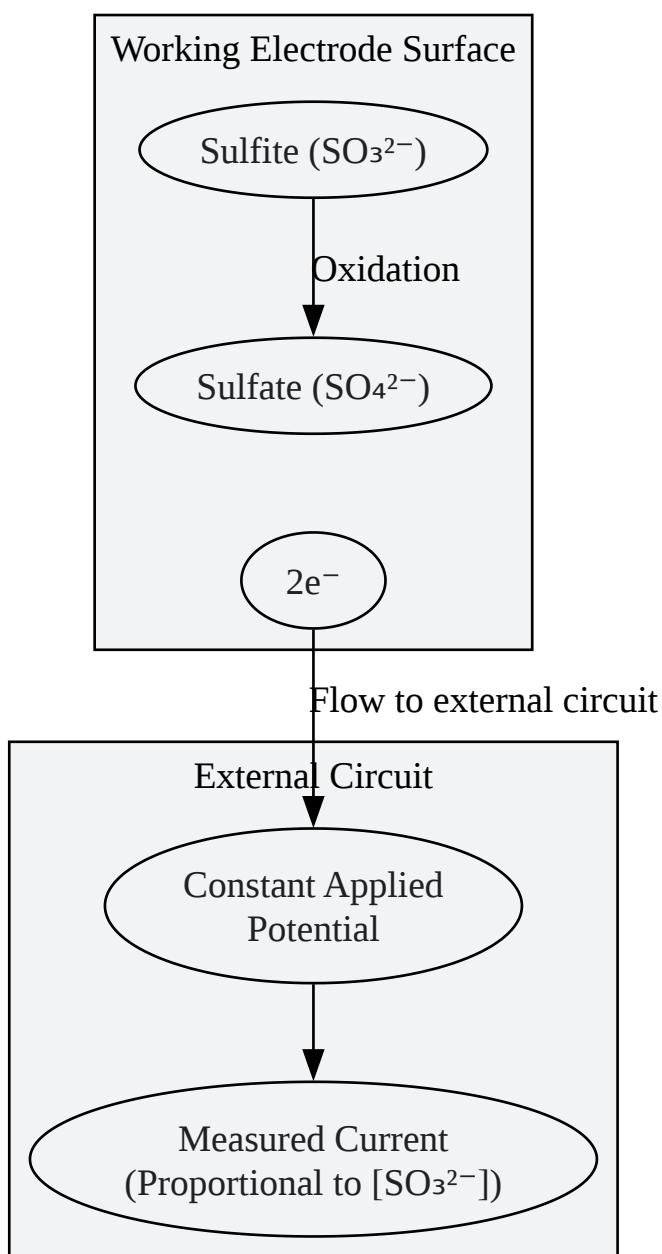 Working Electrode Surface
Sulfite (SO₃²⁻)
Oxidation
Sulfate (SO₄²⁻)
2e⁻
Flow to external circuit
External Circuit
Constant Applied
Potential
Measured Current
(Proportional to [SO₃²⁻])